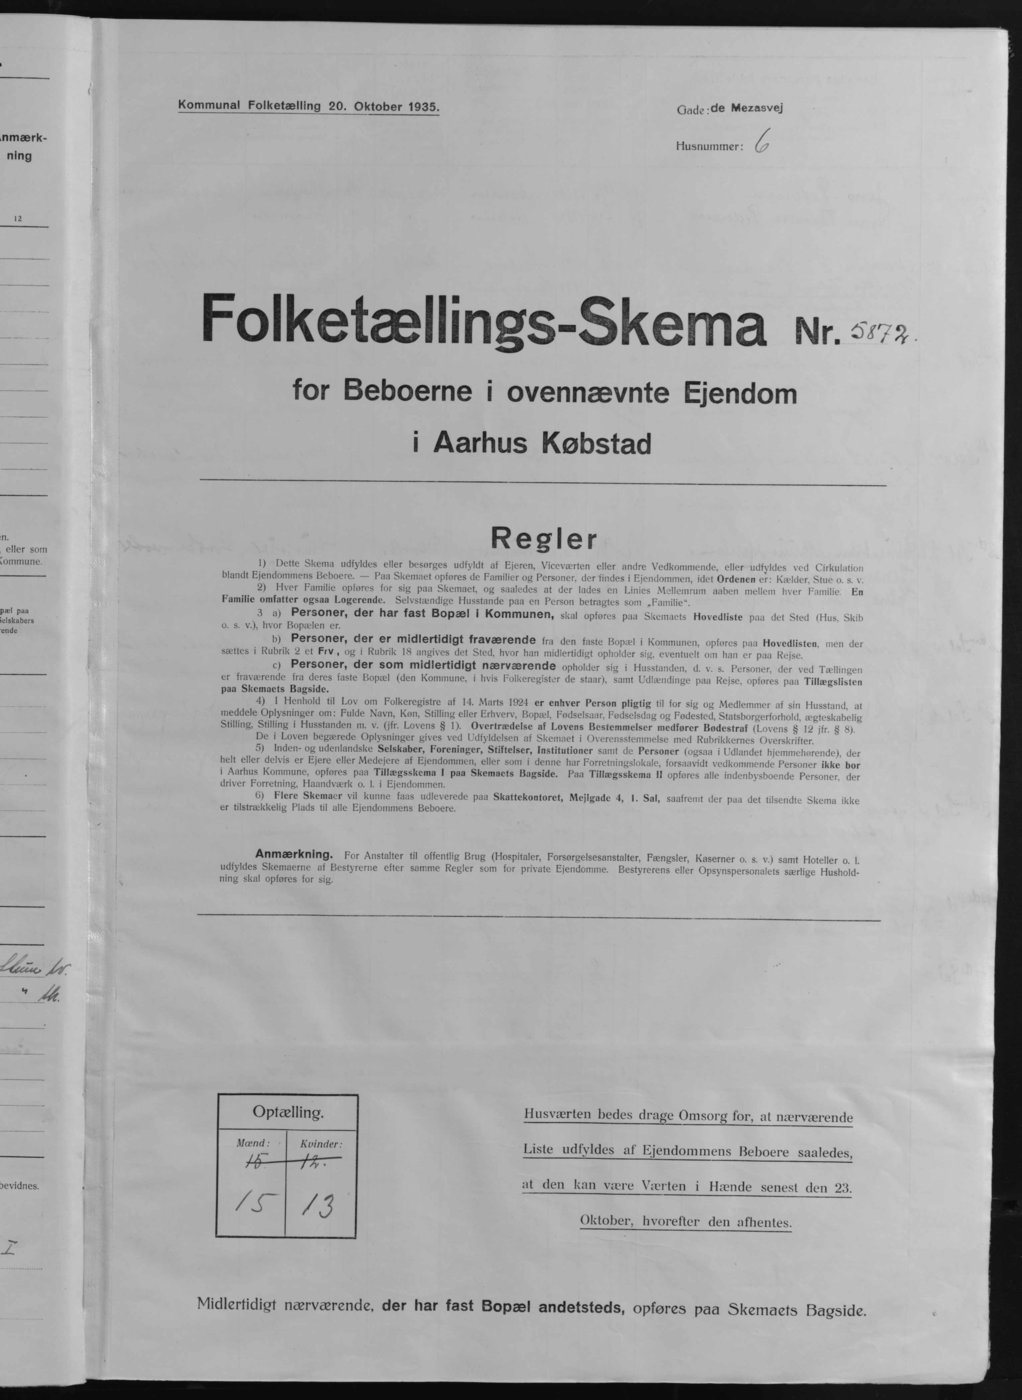 nmærk-
ning
12
en.
, eller som
Kommune.
pæl paa
Selskabers
rende
" th.
bevidnes.
I
Kommunal Folketælling 20. Oktober 1935.
Gade: de Mezasvej
Husnummer: 6
Folketællings-Skema Nr. 5872.
for Beboerne i ovennævnte Ejendom
i Aarhus Købstad
Regler
1) Dette Skema udfyldes eller besørges udfyldt af Ejeren, Viceværten eller andre Vedkommende, eller udfyldes ved Cirkulation
blandt Ejendommens Beboere. — Paa Skemaet opføres de Familier og Personer, der findes i Ejendommen, idet Ordenen er: Kælder, Stue o. s. v.
2) Hver Familie opføres for sig paa Skemaet, og saaledes at der lades en Linies Mellemrum aaben mellem hver Familie. En
Familie omfatter ogsaa Logerende. Selvstændige Husstande paa en Person betragtes som „Familie“.
3 a) Personer, der har fast Bopæl i Kommunen, skal opføres paa Skemaets Hovedliste paa det Sted (Hus, Skib
o. s. v.), hvor Bopælen er.
b) Personer, der er midlertidigt fraværende fra den faste Bopæl i Kommunen, opføres paa Hovedlisten, men der
sættes i Rubrik 2 et Frv, og i Rubrik 18 angives det Sted, hvor han midlertidigt opholder sig, eventuelt om han er paa Rejse.
c) Personer, der som midlertidigt nærværende opholder sig i Husstanden, d. v. s. Personer, der ved Tællingen
er fraværende fra deres faste Bopæl (den Kommune, i hvis Folkeregister de staar), samt Udlændinge paa Rejse, opføres paa Tillægslisten
paa Skemaets Bagside.
4) I Henhold til Lov om Folkeregistre af 14. Marts 1924 er enhver Person pligtig til for sig og Medlemmer af sin Husstand, at
meddele Oplysninger om: Fulde Navn, Køn, Stilling eller Erhverv, Bopæl, Fødselsaar, Fødselsdag og Fødested, Statsborgerforhold, ægteskabelig
Stilling, Stilling i Husstanden m. v. (jfr. Lovens § 1). Overtrædelse af Lovens Bestemmelser medfører Bødestraf (Lovens § 12 jfr. § 8).
De i Loven begærede Oplysninger gives ved Udfyldelsen af Skemaet i Overensstemmelse med Rubrikkernes Overskrifter.
5) Inden- og udenlandske Selskaber, Foreninger, Stiftelser, Institutioner samt de Personer (ogsaa i Udlandet hjemmehørende), der
helt eller delvis er Ejere eller Medejere af Ejendommen, eller som i denne har Forretningslokale, forsaavidt vedkommende Personer ikke bor
i Aarhus Kommune, opføres paa Tillægsskema I paa Skemaets Bagside. Paa Tillægsskema II opføres alle indenbysboende Personer, der
driver Forretning, Haandværk o. l. i Ejendommen.
6) Flere Skemaer vil kunne faas udleverede paa Skattekontoret, Mejlgade 4, 1. Sal, saafremt der paa det tilsendte Skema ikke
er tilstrækkelig Plads til alle Ejendommens Beboere.
Anmærkning. For Anstalter til offentlig Brug (Hospitaler, Forsørgelsesanstalter, Fængsler, Kaserner o. s. v.) samt Hoteller o. l.
udfyldes Skemaerne af Bestyrerne efter samme Regler som for private Ejendomme. Bestyrerens eller Opsynspersonalets særlige Hushold-
ning skal opføres for sig.
Optælling.
Mænd: Kvinder:
15 12.
15 13
Husværten bedes drage Omsorg for, at nærværende
Liste udfyldes af Ejendommens Beboere saaledes,
at den kan være Værten i Hænde senest den 23.
Oktober, hvorefter den afhentes.
Midlertidigt nærværende, der har fast Bopæl andetsteds, opføres paa Skemaets Bagside.